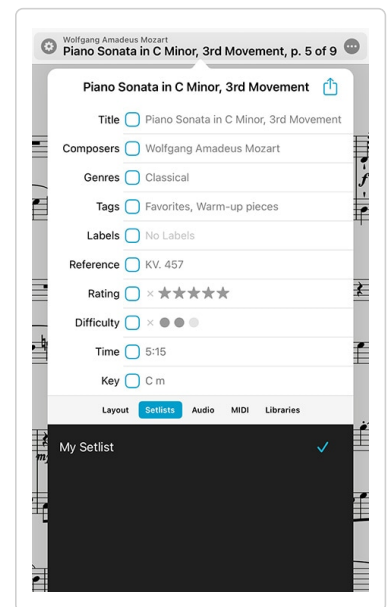 Wolfgang Amadeus Mozart
Piano Sonata in C Minor, 3rd Movement, p. 5 of 9
Piano Sonata in C Minor, 3rd Movement
Title Piano Sonata in C Minor, 3rd Movement
Composers Wolfgang Amadeus Mozart
Genres Classical
Tags Favorites, Warm-up pieces
Labels No Labels
Reference KV. 457
Rating × ★★★★★
Difficulty ×
Time 5:15
Key C m
Layout Setlists Audio MIDI Libraries
My Setlist